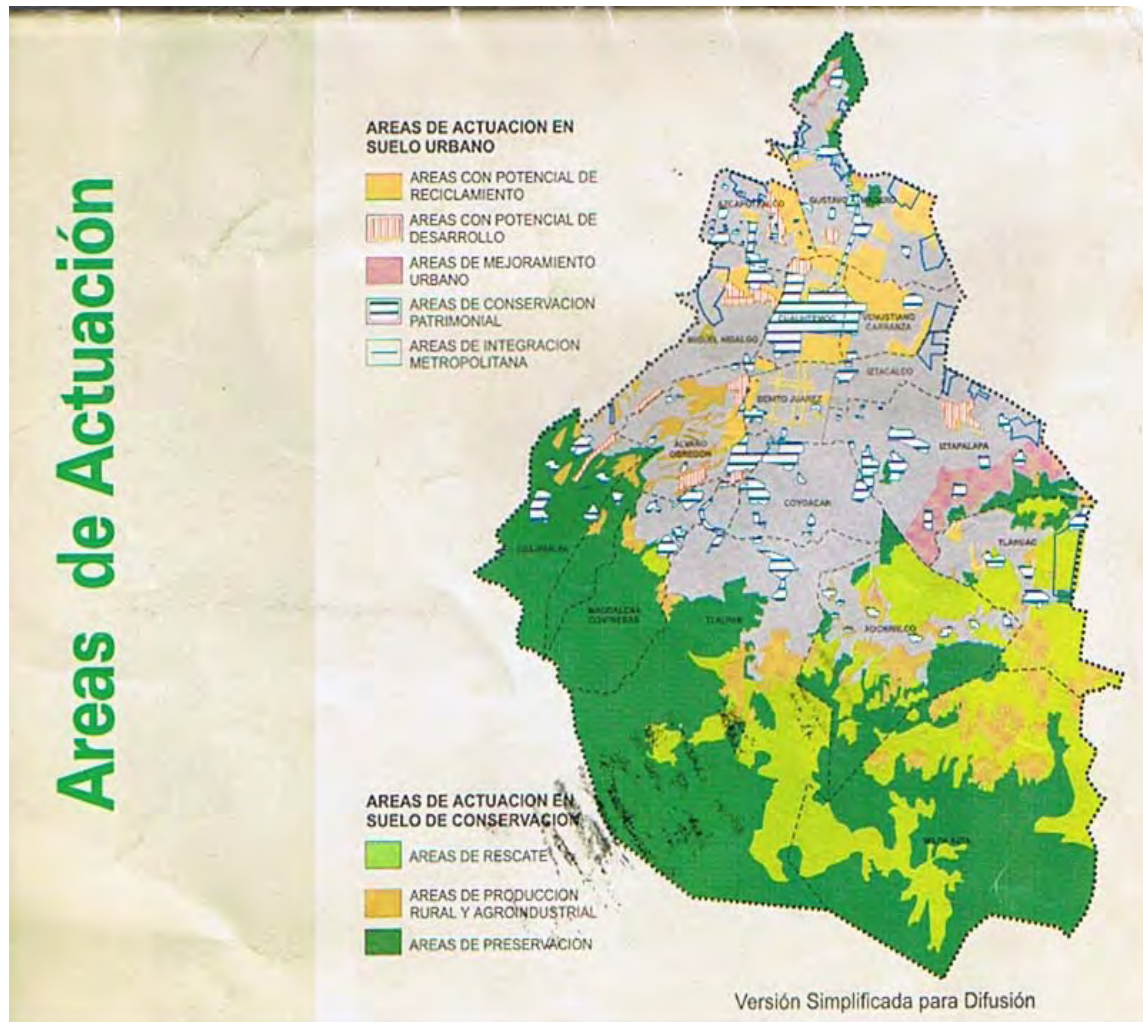 Areas de Actuación
AREAS DE ACTUACION EN
SUELO URBANO
AREAS CON POTENCIAL DE
RECICLAMIENTO
AREAS CON POTENCIAL DE
DESARROLLO
AREAS DE MEJORAMIENTO
URBANO
AREAS DE CONSERVACION
PATRIMONIAL
AREAS DE INTEGRACION
METROPOLITANA
AZCAPOTZALCO
GUSTAVO MADERO
CUAUHTEMOC
VENUSTIANO
CARRANZA
MIGUEL HIDALGO
IZTACALCO
BENITO JUAREZ
ALVARO
OBREGON
IZTAPALAPA
COYOACAN
CUAJIMALPA
TLAHUAC
MAGDALENA
CONTRERAS
TLALPAN
XOCHIMILCO
MILPA ALTA
AREAS DE ACTUACION EN
SUELO DE CONSERVACION
AREAS DE RESCATE
AREAS DE PRODUCCION
RURAL Y AGROINDUSTRIAL
AREAS DE PRESERVACION
Versión Simplificada para Difusión